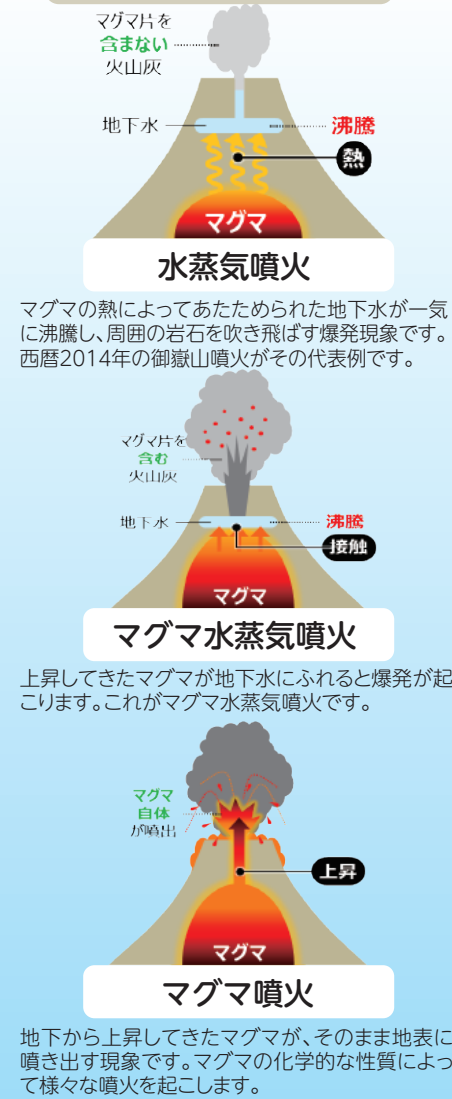 マグマ片を
含まない
火山灰
地下水
沸騰
熱
マグマ
水蒸気噴火
マグマの熱によってあたためられた地下水が一気
に沸騰し、周囲の岩石を吹き飛ばす爆発現象です。
西暦2014年の御嶽山噴火がその代表例です。
マグマ片を
含む
火山灰
地下水
沸騰
接触
マグマ
マグマ水蒸気噴火
上昇してきたマグマが地下水にふれると爆発が起
こります。これがマグマ水蒸気噴火です。
マグマ
自体
が噴出
上昇
マグマ
マグマ噴火
地下から上昇してきたマグマが、そのまま地表に
噴き出す現象です。マグマの化学的な性質によっ
て様々な噴火を起こします。